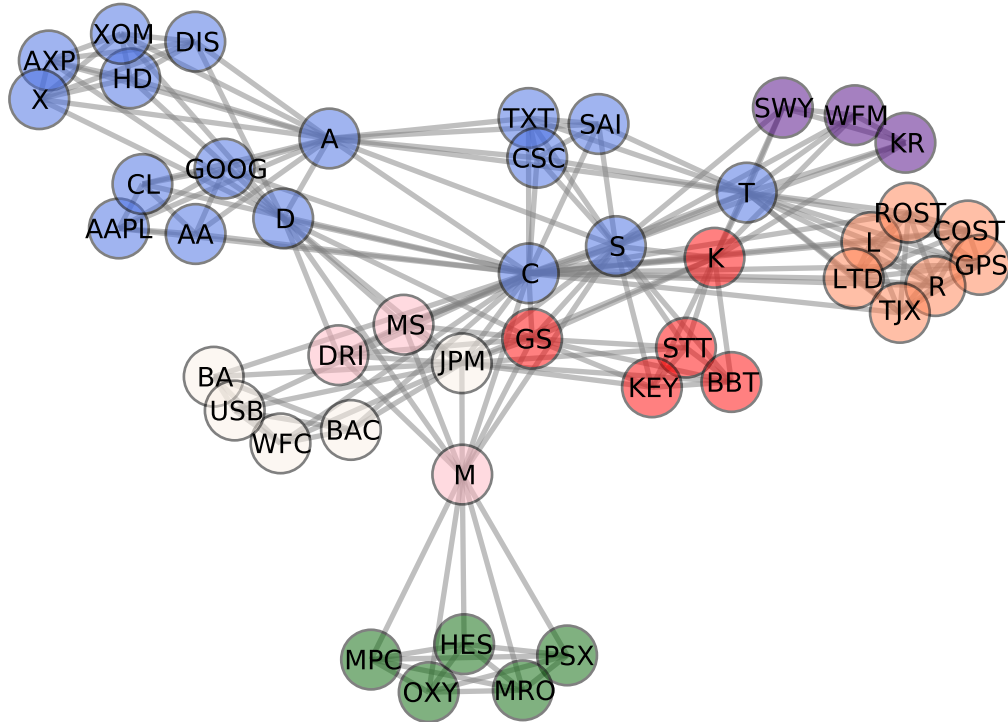 XOM
DIS
AXP
HD
X
A
TXT
SAI
CSC
SWY
WFM
KR
GOOG
CL
AAPL
AA
D
T
S
K
C
ROST
COST
L
GPS
LTD
R
TJX
MS
DRI
JPM
GS
STT
KEY
BBT
BA
USB
WFC
BAC
M
MPC
HES
PSX
OXY
MRO